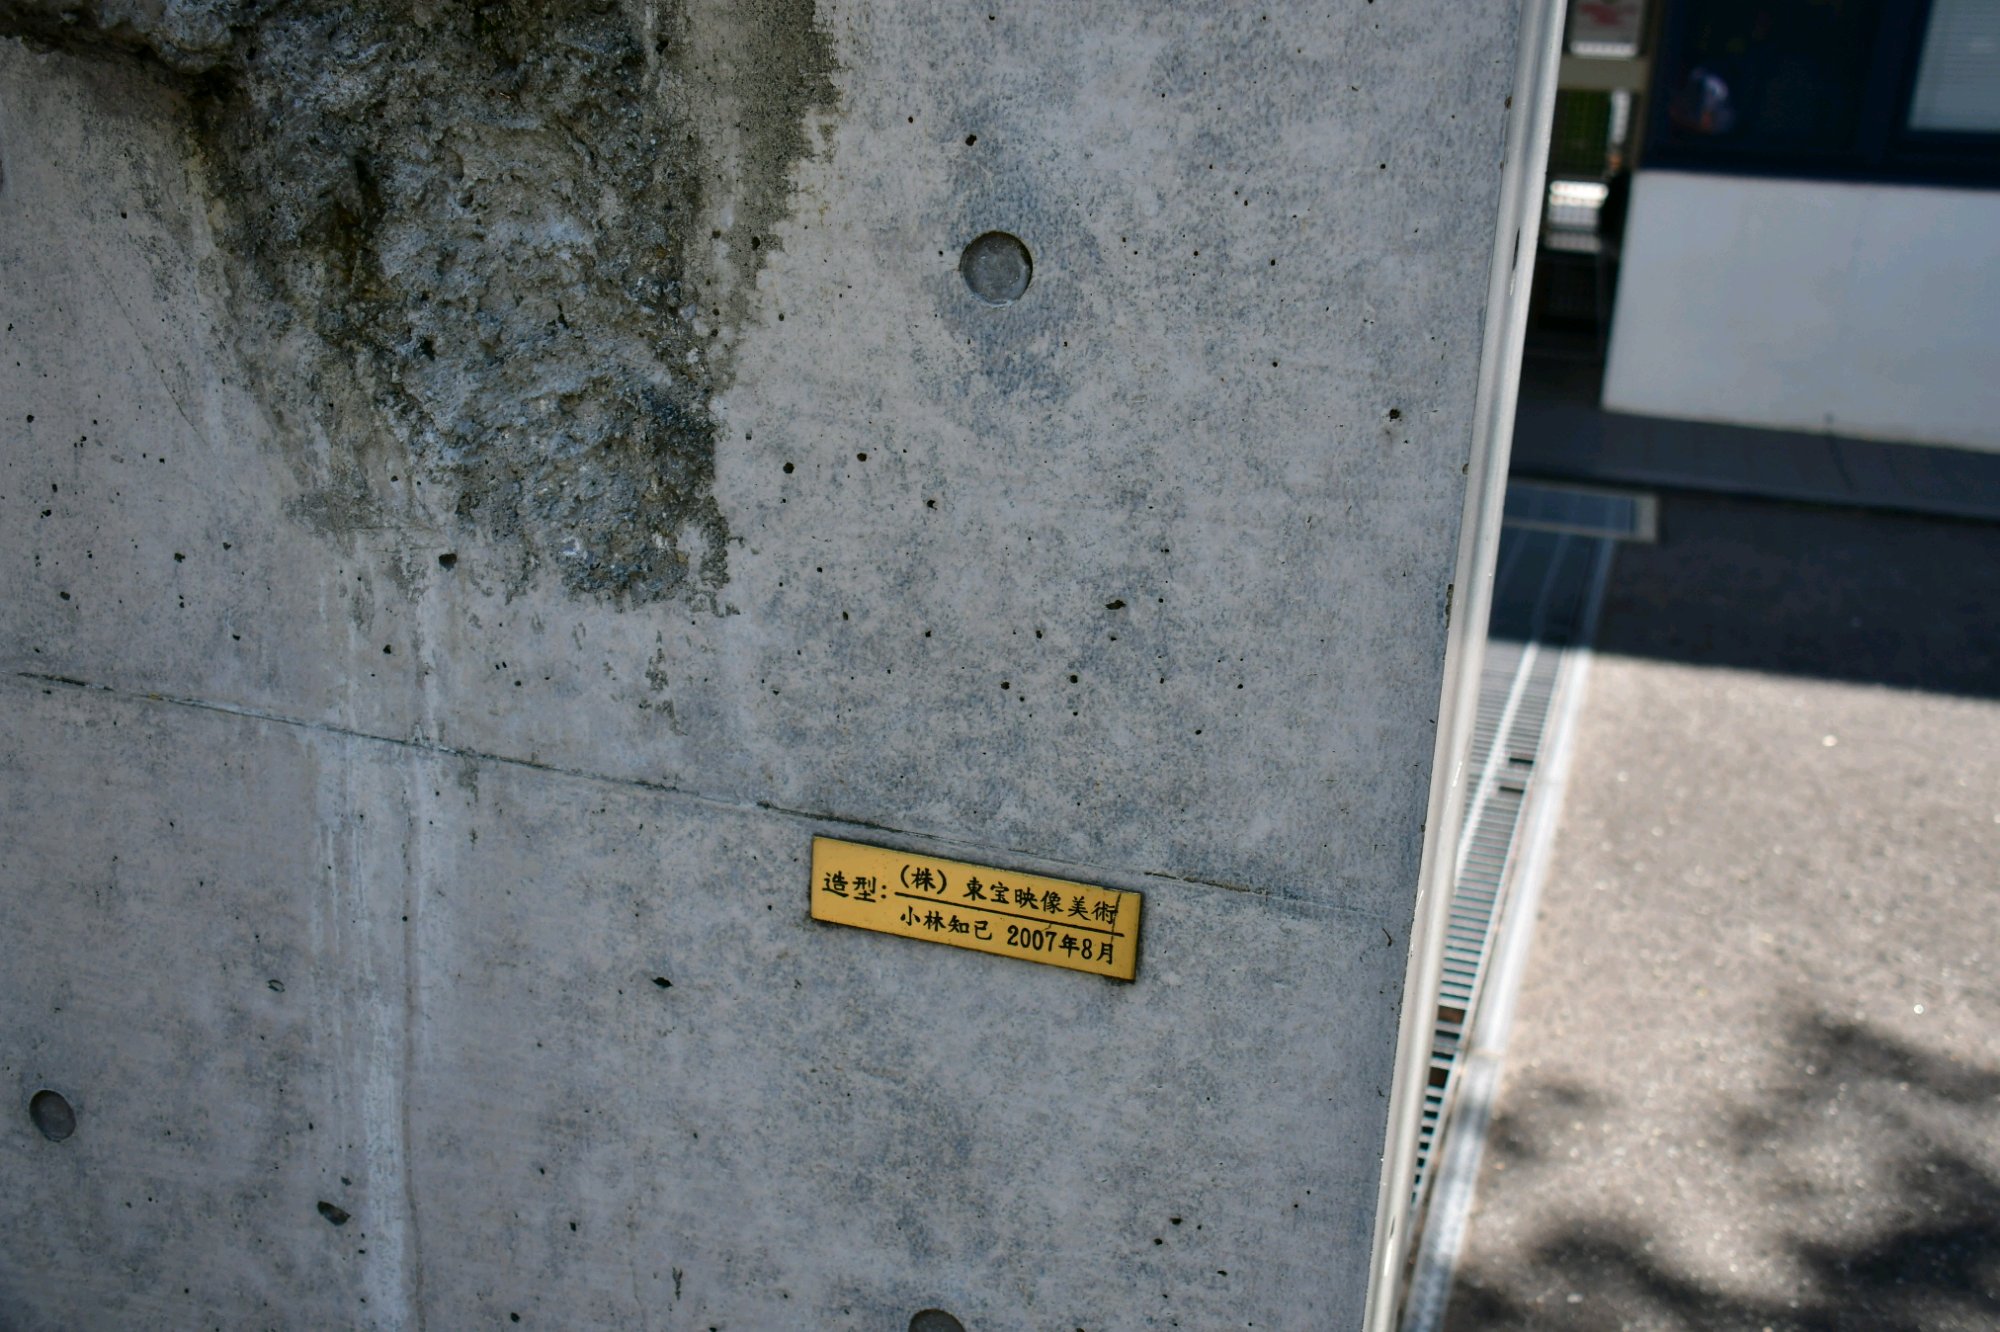 造型:
(株) 東宝映像美術
小林知己 2007年8月